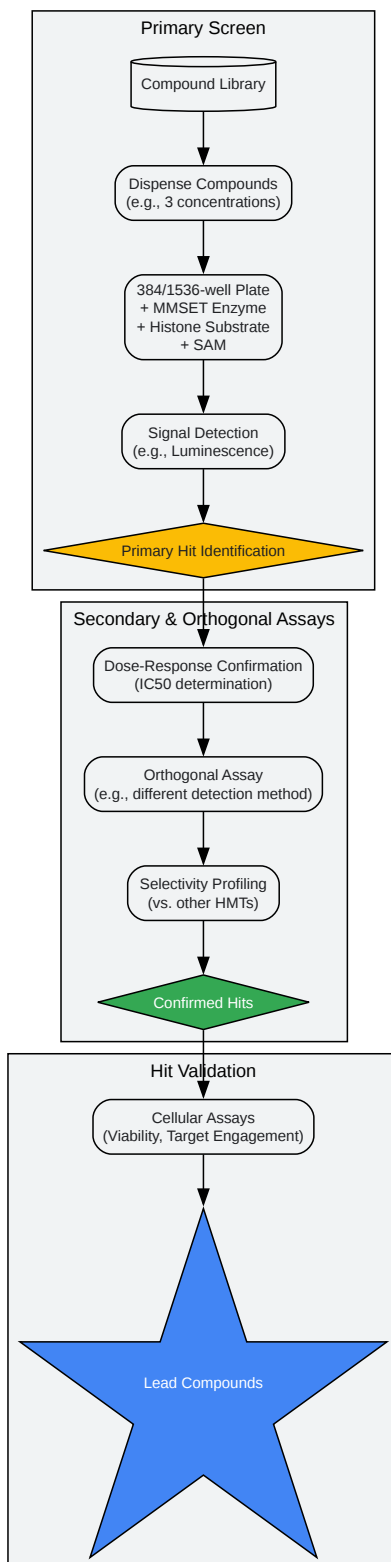 Primary Screen
Compound Library
Dispense Compounds
(e.g., 3 concentrations)
384/1536-well Plate
+ MMSET Enzyme
+ Histone Substrate
+ SAM
Signal Detection
(e.g., Luminescence)
Primary Hit Identification
Secondary & Orthogonal Assays
Dose-Response Confirmation
(IC50 determination)
Orthogonal Assay
(e.g., different detection method)
Selectivity Profiling
(vs. other HMTs)
Confirmed Hits
Hit Validation
Cellular Assays
(Viability, Target Engagement)
Lead Compounds